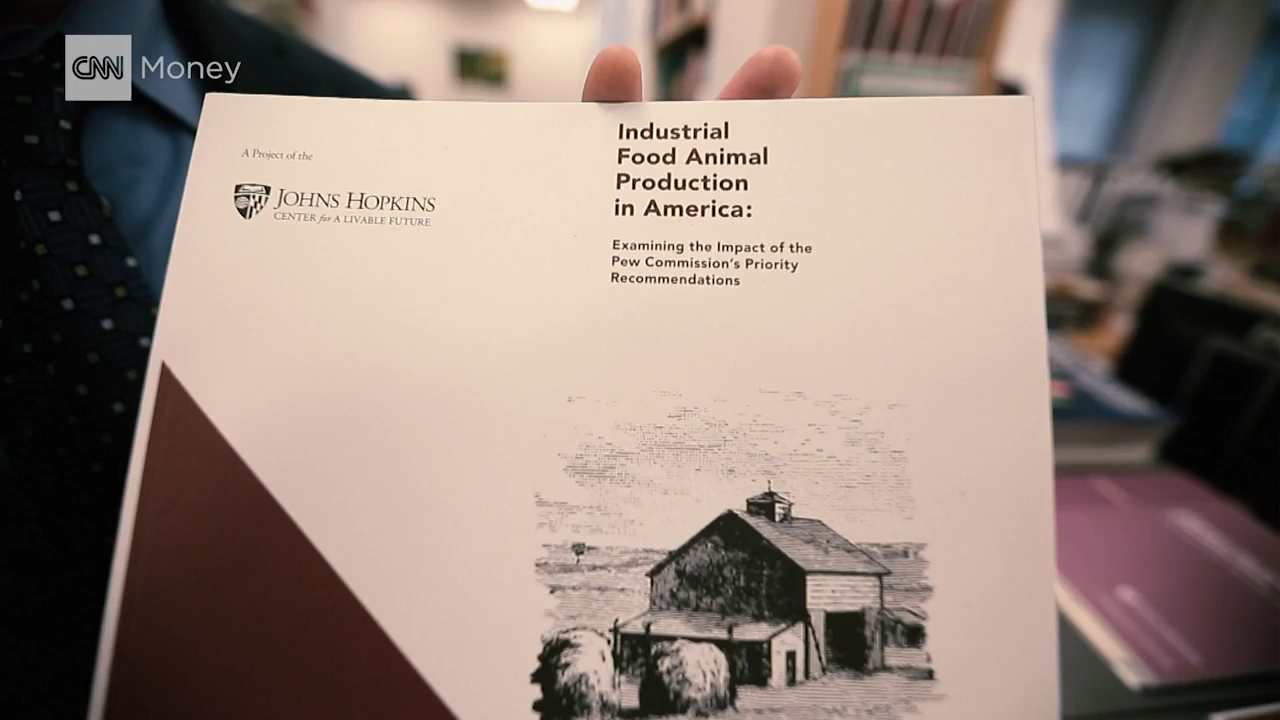 CNN Money
A Project of the
JOHNS HOPKINS
CENTER for A LIVABLE FUTURE
Industrial
Food Animal
Production
in America:
Examining the Impact of the
Pew Commission's Priority
Recommendations